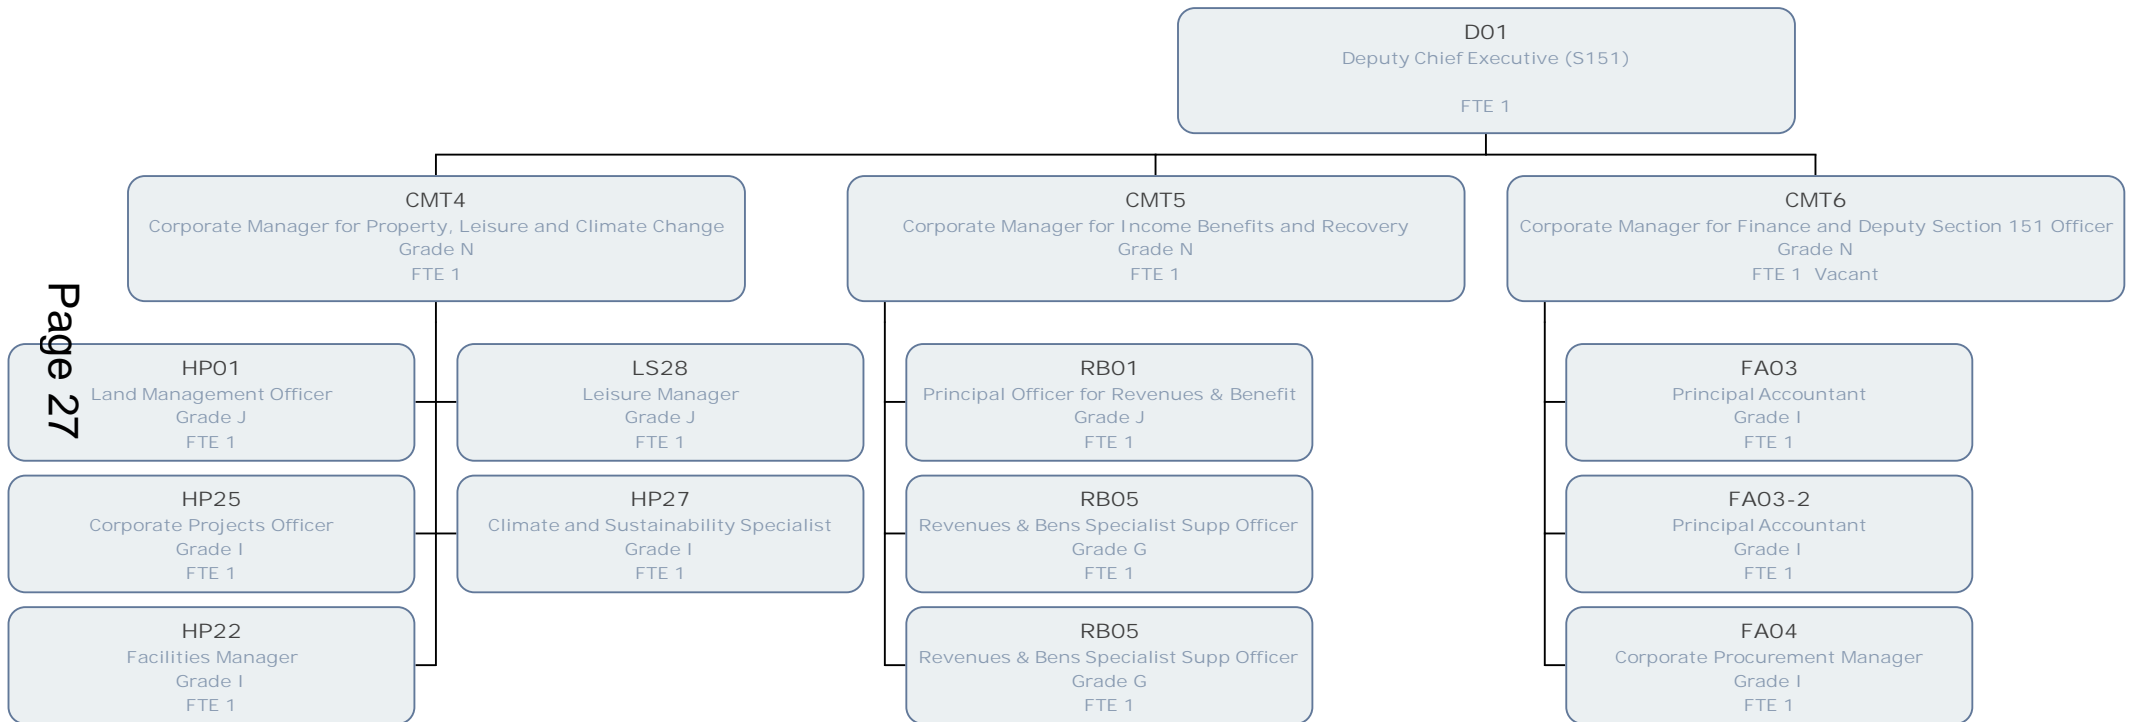 D01
Deputy Chief Executive (S151)
FTE 1
CMT4
Corporate Manager for Property, Leisure and Climate Change
Grade N
FTE 1
CMT5
Corporate Manager for Income Benefits and Recovery
Grade N
FTE 1
CMT6
Corporate Manager for Finance and Deputy Section 151 Officer
Grade N
FTE 1 Vacant
Page 27
HP01
Land Management Officer
Grade J
FTE 1
LS28
Leisure Manager
Grade J
FTE 1
RB01
Principal Officer for Revenues & Benefit
Grade J
FTE 1
FA03
Principal Accountant
Grade I
FTE 1
HP25
Corporate Projects Officer
Grade I
FTE 1
HP27
Climate and Sustainability Specialist
Grade I
FTE 1
RB05
Revenues & Bens Specialist Supp Officer
Grade G
FTE 1
FA03-2
Principal Accountant
Grade I
FTE 1
HP22
Facilities Manager
Grade I
FTE 1
RB05
Revenues & Bens Specialist Supp Officer
Grade G
FTE 1
FA04
Corporate Procurement Manager
Grade I
FTE 1